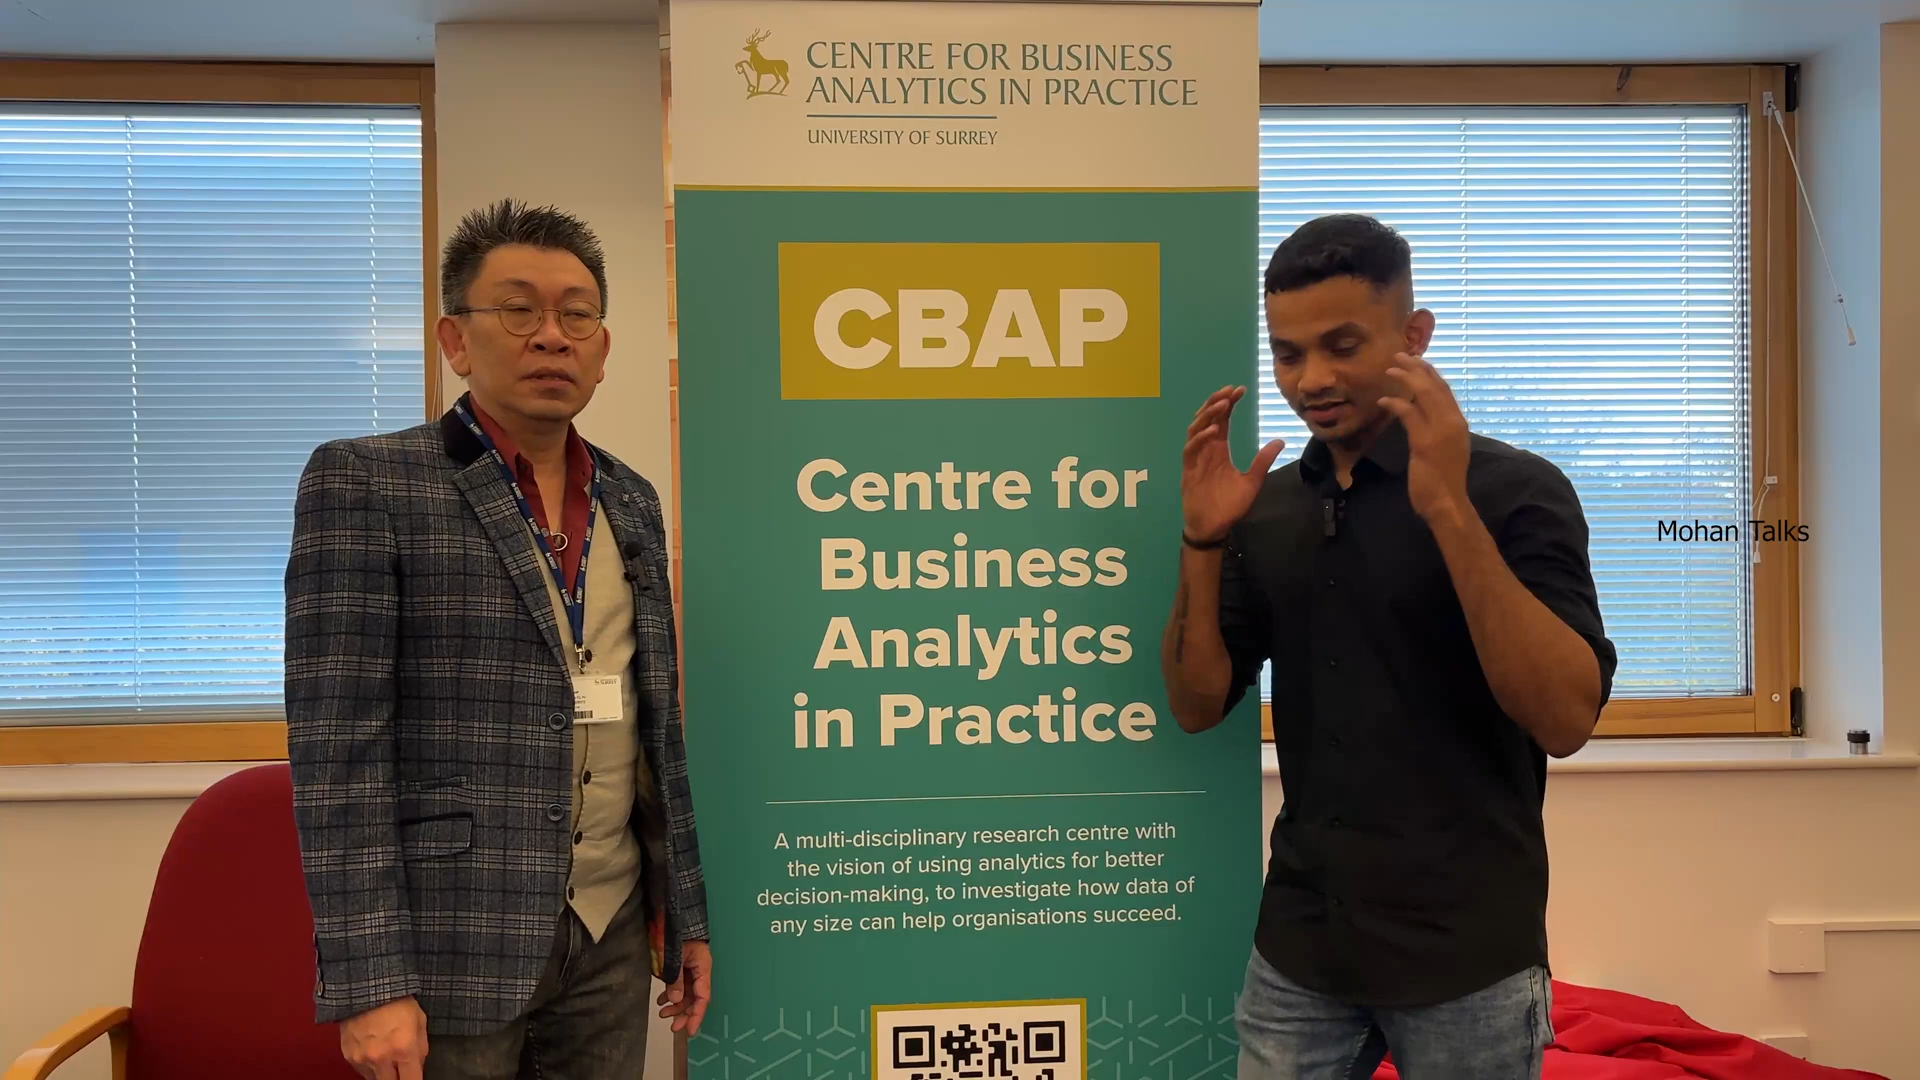 CENTRE FOR BUSINESS
ANALYTICS IN PRACTICE
UNIVERSITY OF SURREY
CBAP
Centre for
Business
Analytics
in Practice
A multi-disciplinary research centre with
the vision of using analytics for better
decision-making, to investigate how data of
any size can help organisations succeed.
Mohan Talks